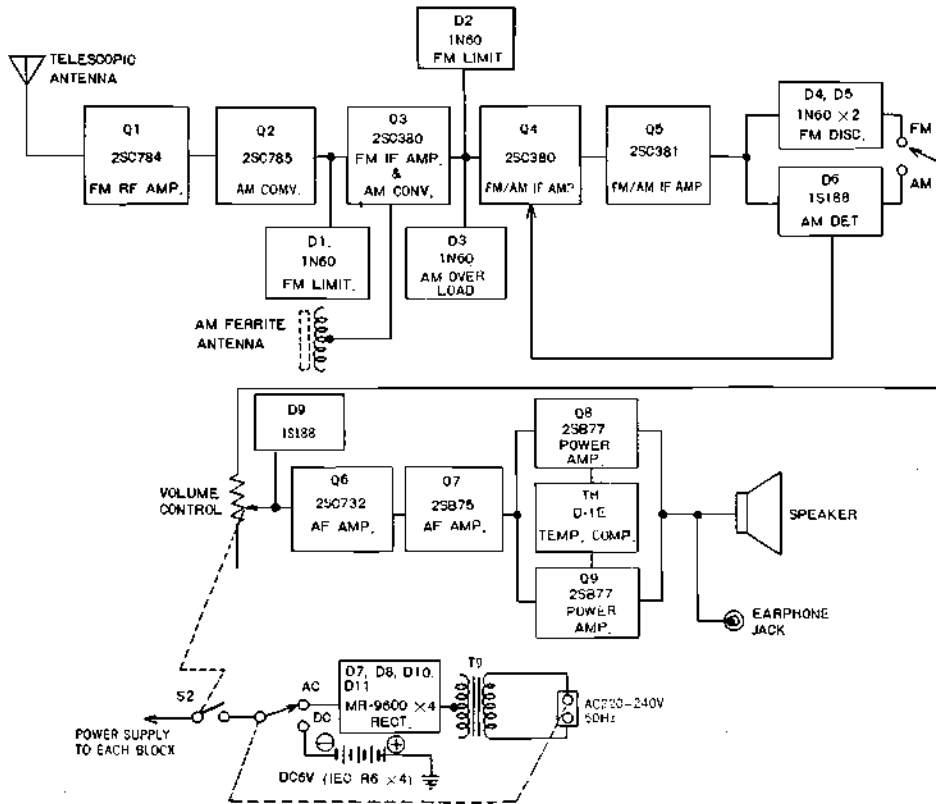 TELESCOPIC
ANTENNA
D2
1N60
FM LIMIT
Q1
2SC784
FM RF AMP.
Q2
2SC785
AM COMV.
Q3
2SC380
FM IF AMP.
&
AM CONV.
Q4
2SC380
FM/AM IF AMP
Q5
2SC381
FM/AM IF AMP
D4, D5
1N60 ×2
FM DISC.
FM
AM
D6
1S188
AM DET
D1.
1N60
FM LIMIT.
D3
1N60
AM OVER
LOAD
AM FERRITE
ANTENNA
D9
1S188
VOLUME
CONTROL
Q6
2SC732
AF AMP.
Q7
2SB75
AF AMP.
Q8
2SB77
POWER
AMP.
TH
D-1E
TEMP. COMP.
Q9
2SB77
POWER
AMP.
SPEAKER
EARPHONE
JACK
S2
AC
DC
D7, D8, D10.
D11
MR-9600 ×4
RECT.
T9
AC220-240V
50Hz
POWER SUPPLY
TO EACH BLOCK
⊖ ⊕
DC6V (IEC R6 ×4)